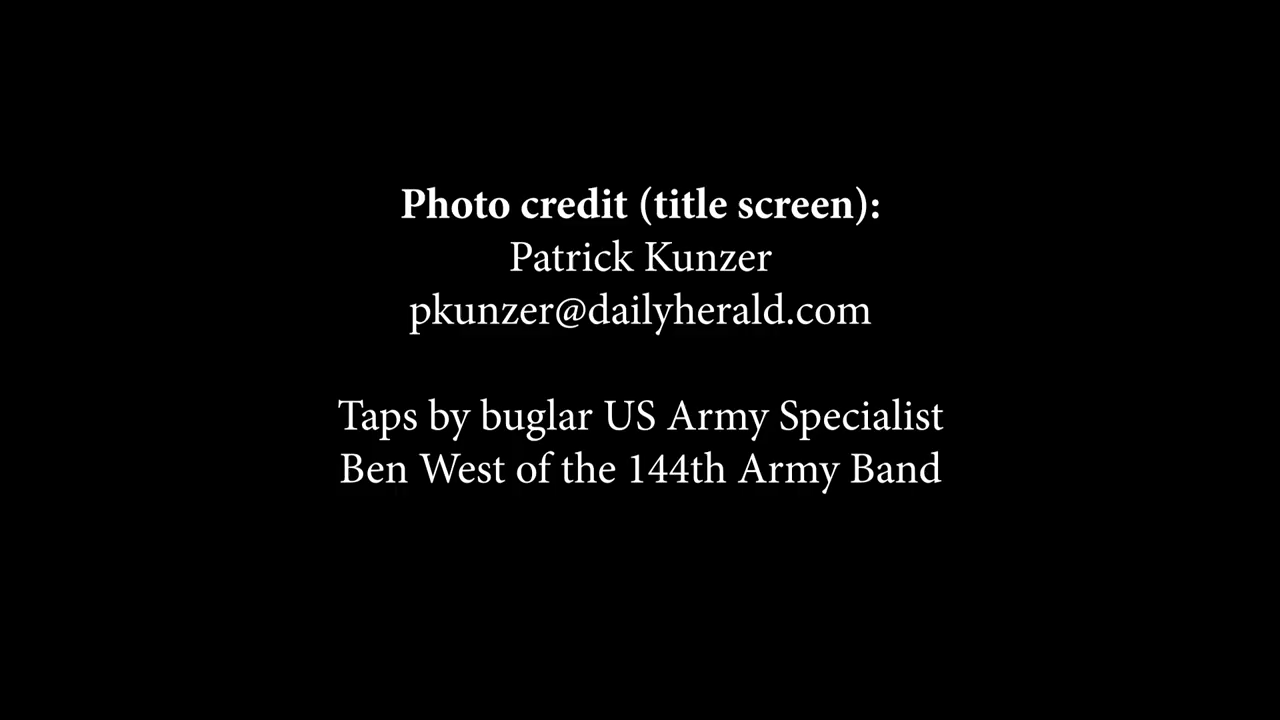 Photo credit (title screen):
Patrick Kunzer
pkunzer@dailyherald.com
Taps by buglar US Army Specialist
Ben West of the 144th Army Band